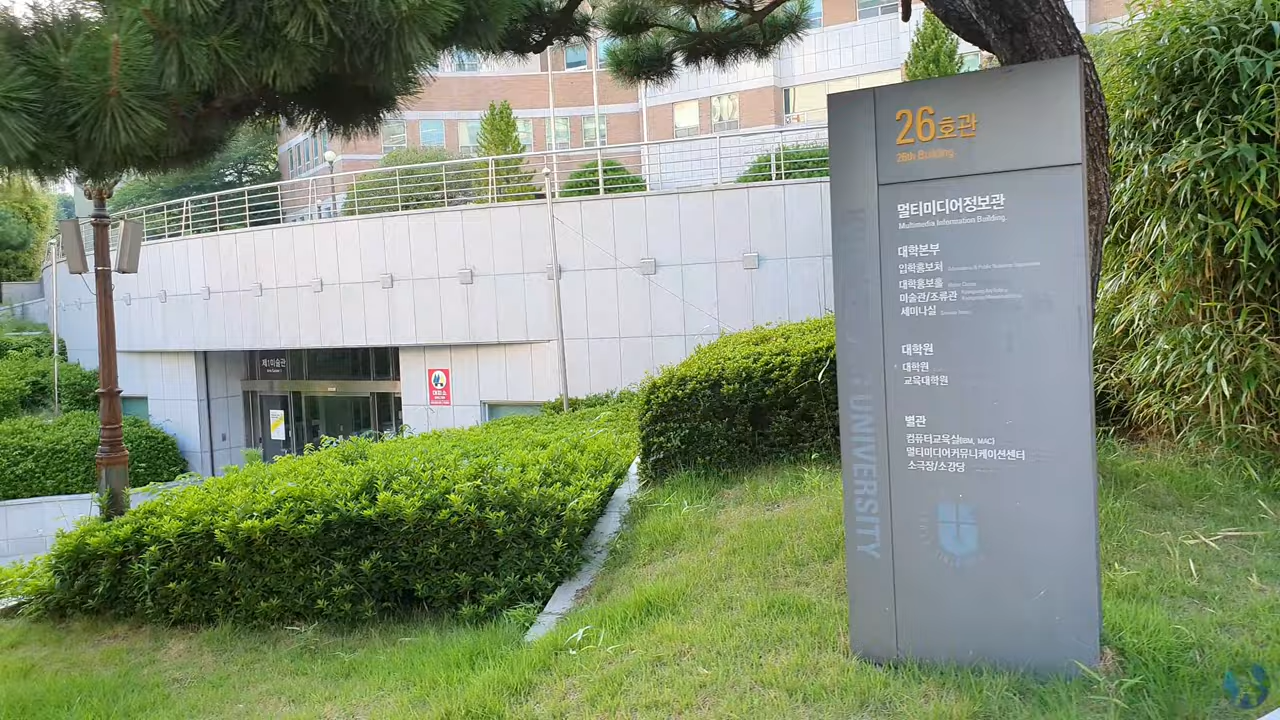 26호관
26th Building.
멀티미디어정보관
Multimedia Information Building.
대학본부
입학홍보처
대학홍보홀
미술관/조류관
세미나실
대학원
대학원
교육대학원
별관
컴퓨터교육실(IBM, MAC)
멀티미디어커뮤니케이션센터
소극장/소강당
UNIVERSITY
제1미술관
대피소